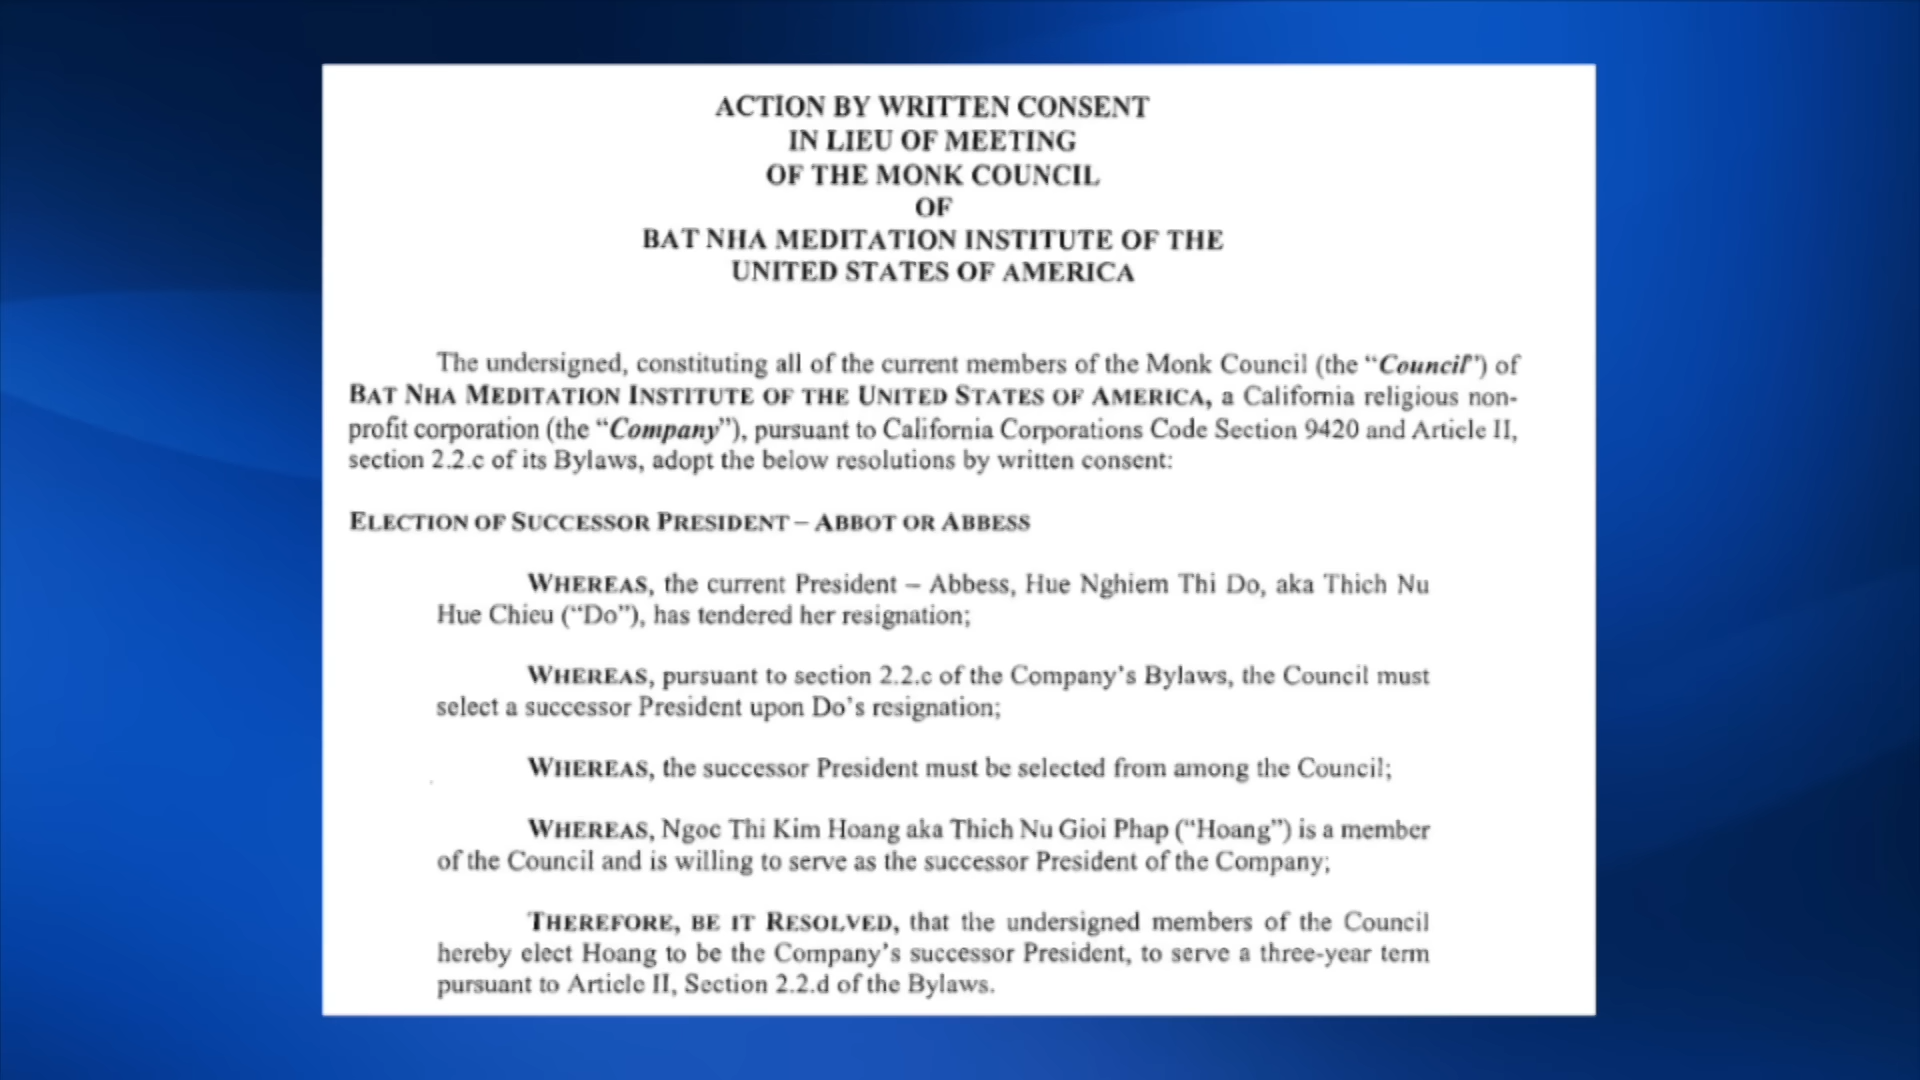 ACTION BY WRITTEN CONSENT
IN LIEU OF MEETING
OF THE MONK COUNCIL
OF
BAT NHA MEDITATION INSTITUTE OF THE
UNITED STATES OF AMERICA
The undersigned, constituting all of the current members of the Monk Council (the “Council”) of
BAT NHA MEDITATION INSTITUTE OF THE UNITED STATES OF AMERICA, a California religious non-
profit corporation (the “Company”), pursuant to California Corporations Code Section 9420 and Article II,
section 2.2.c of its Bylaws, adopt the below resolutions by written consent:
ELECTION OF SUCCESSOR PRESIDENT – ABBOT OR ABBESS
WHEREAS, the current President – Abbess, Hue Nghiem Thi Do, aka Thich Nu
Hue Chieu (“Do”), has tendered her resignation;
WHEREAS, pursuant to section 2.2.c of the Company’s Bylaws, the Council must
select a successor President upon Do’s resignation;
WHEREAS, the successor President must be selected from among the Council;
WHEREAS, Ngoc Thi Kim Hoang aka Thich Nu Gioi Phap (“Hoang”) is a member
of the Council and is willing to serve as the successor President of the Company;
THEREFORE, BE IT RESOLVED, that the undersigned members of the Council
hereby elect Hoang to be the Company’s successor President, to serve a three-year term
pursuant to Article II, Section 2.2.d of the Bylaws.